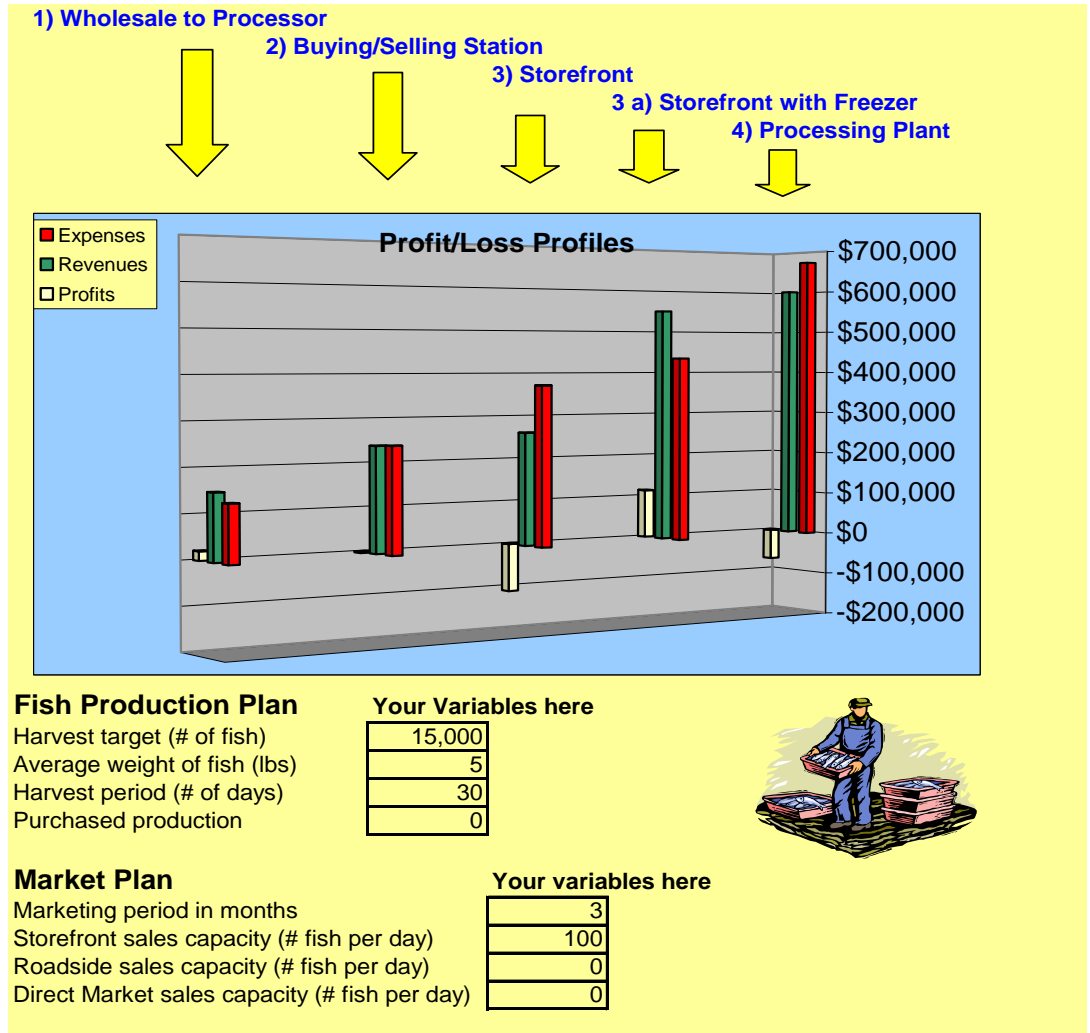 1) Wholesale to Processor
2) Buying/Selling Station
3) Storefront
3 a) Storefront with Freezer
4) Processing Plant
Profit/Loss Profiles
Expenses
Revenues
Profits
$700,000
$600,000
$500,000
$400,000
$300,000
$200,000
$100,000
$0
-$100,000
-$200,000
Fish Production Plan Your Variables here
Harvest target (# of fish) 15,000
Average weight of fish (lbs) 5
Harvest period (# of days) 30
Purchased production 0
Market Plan Your variables here
Marketing period in months 3
Storefront sales capacity (# fish per day) 100
Roadside sales capacity (# fish per day) 0
Direct Market sales capacity (# fish per day) 0